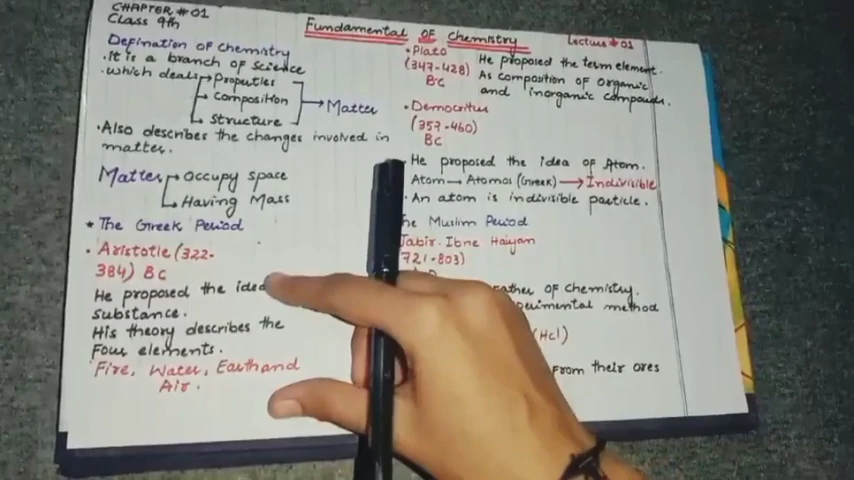 CHAPTER # 01
Class 9th
Fundamental OF Chemistry
Lecture # 01
Defination OF Chemistry
• It is a branch of Science
which deals → Properties
→ Composition
→ Structure
→ Matter
• Also describes the changes involved in
matter.
Matter → Occupy space
→ Having Mass
* The Greek Period
• Aristotle (322-
384) BC
He proposed the idea
substance.
His theory describes the
Four elements.
Fire, Water, Earth and
Air.
• Plato
(347-428)
BC
He proposed the term element.
As composition of Organic
and inorganic compounds.
• Democritus
(357-460)
BC
He proposed the idea of Atom.
Atom → Atomos (Greek) → Indivisible
• An atom is indivisible particle.
The Muslim Period
Jabir Ibne Haiyan
721-803)
Father of Chemistry.
method
(HCl)
From their ores